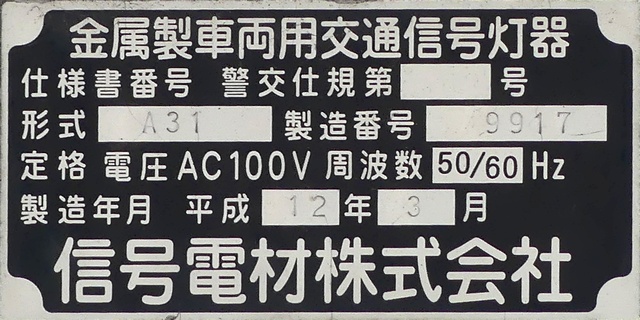 金属製車両用交通信号灯器
仕様書番号 警交仕規第 号
形式 A31 製造番号 9917
定格 電圧AC100V 周波数 50/60 Hz
製造年月 平成 12年 3月
信号電材株式会社